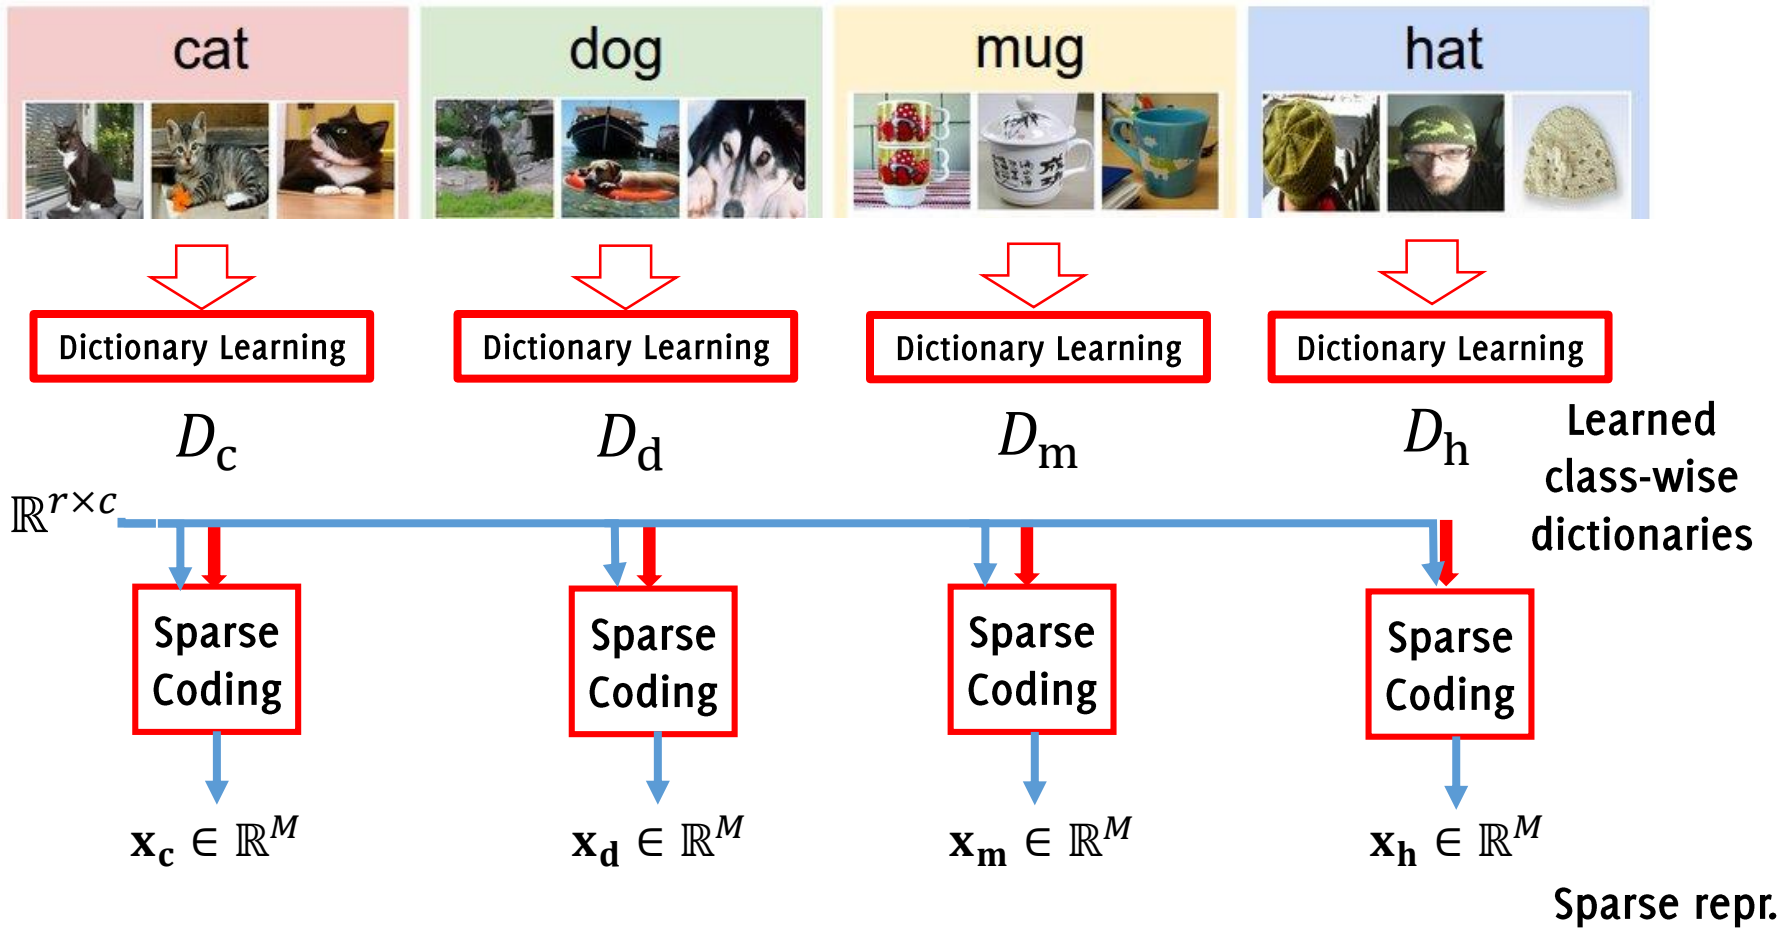 cat dog mug hat
Dictionary Learning Dictionary Learning Dictionary Learning Dictionary Learning
D_c D_d D_m D_h
Learned
class-wise
dictionaries
ℝ^{r×c}
Sparse Sparse Sparse Sparse
Coding Coding Coding Coding
x_c ∈ ℝ^M x_d ∈ ℝ^M x_m ∈ ℝ^M x_h ∈ ℝ^M
Sparse repr.